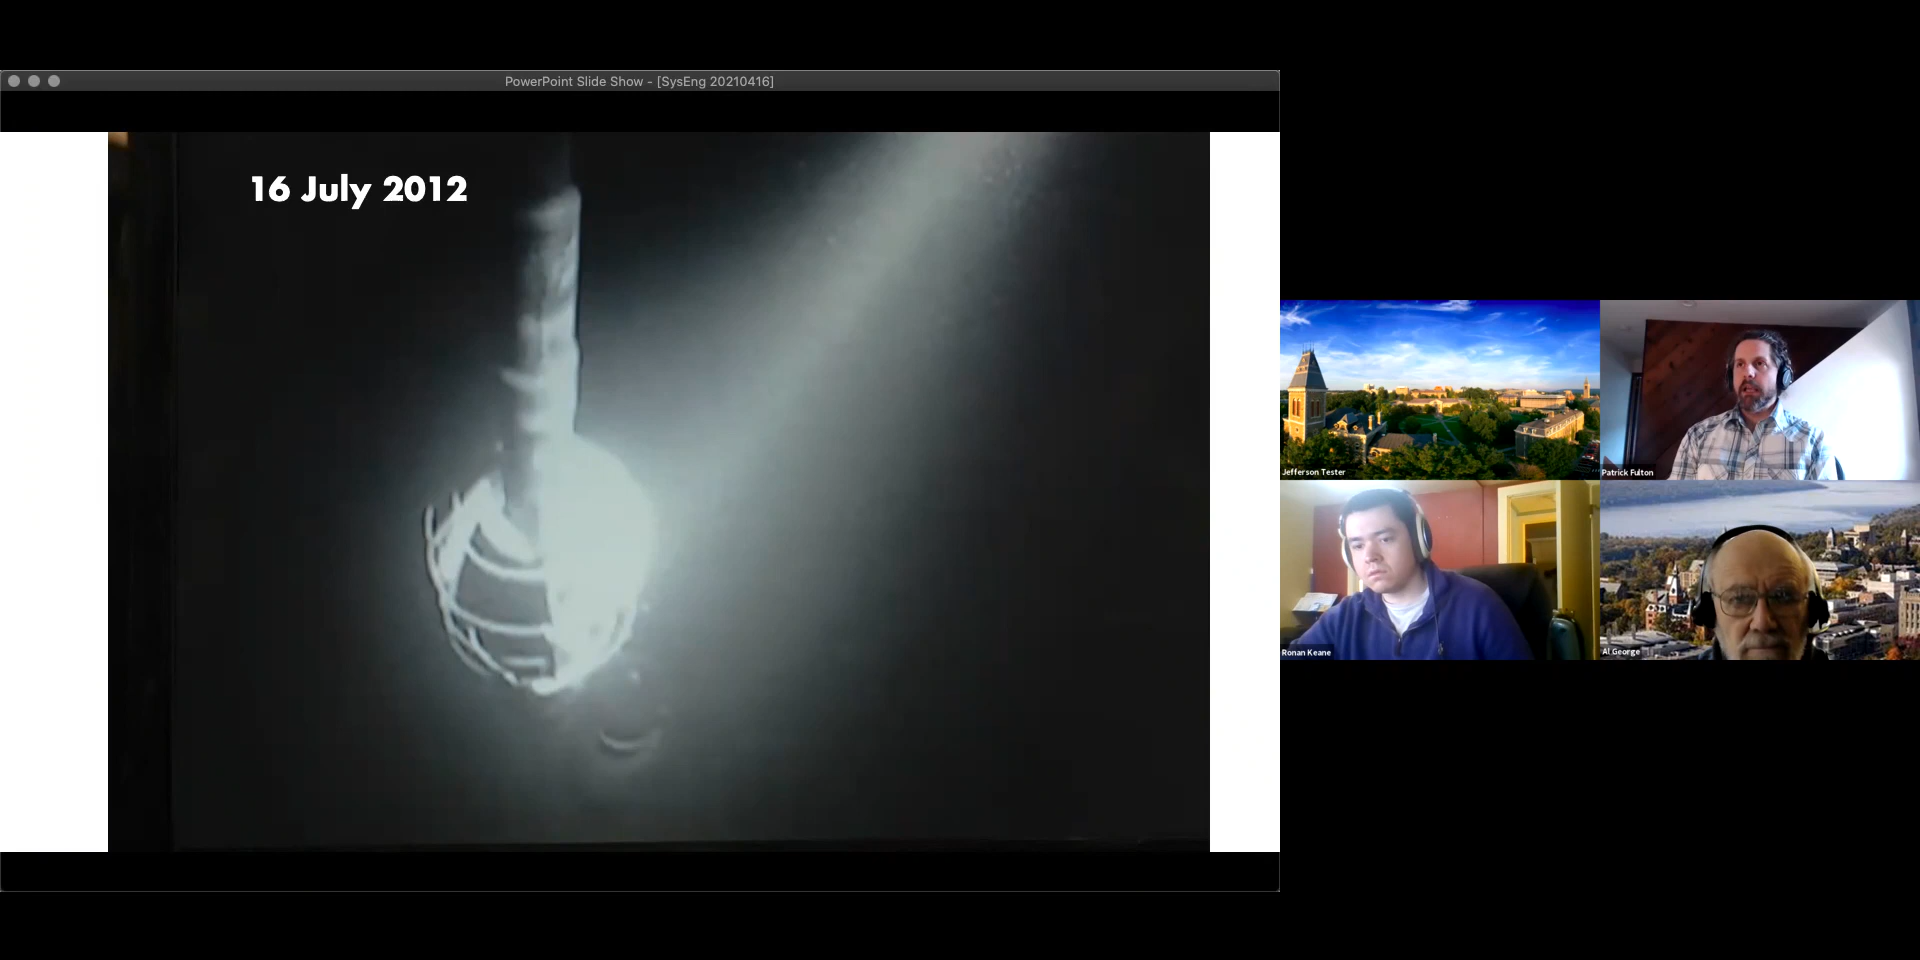 PowerPoint Slide Show - [SysEng 20210416]
16 July 2012
Jefferson Tester
Patrick Fulton
Ronan Keane
Al George